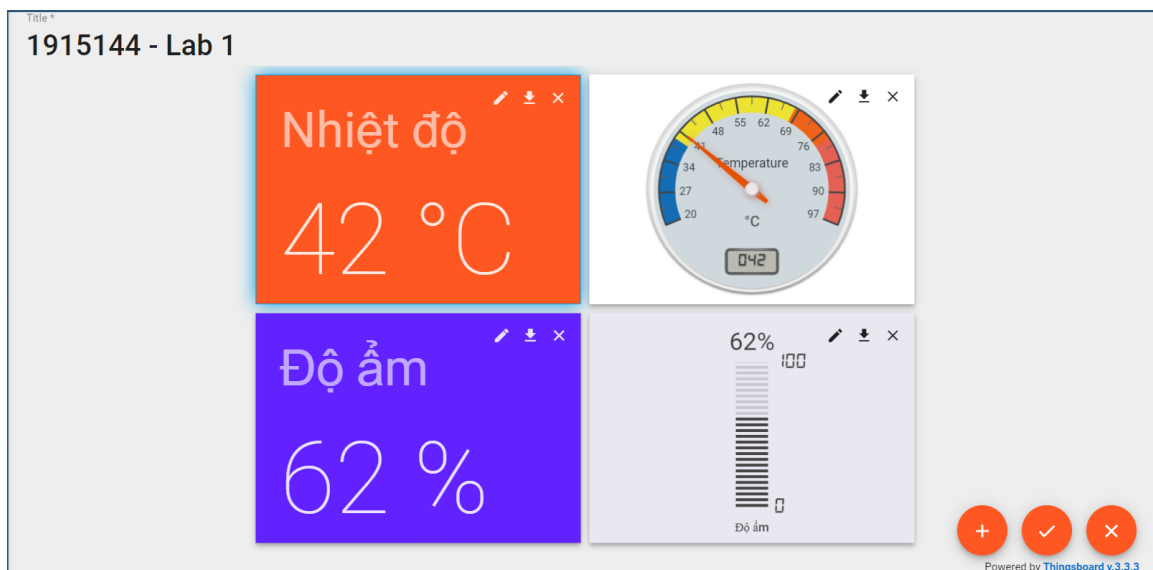 Title *
1915144 - Lab 1
Nhiệt độ
42 °C
48 55 62 69
41 76
34 Temperature 83
27 90
20 °C 97
042
Độ ẩm
62 %
62%
100
0
Độ ẩm
Powered by Thingsboard v.3.3.3